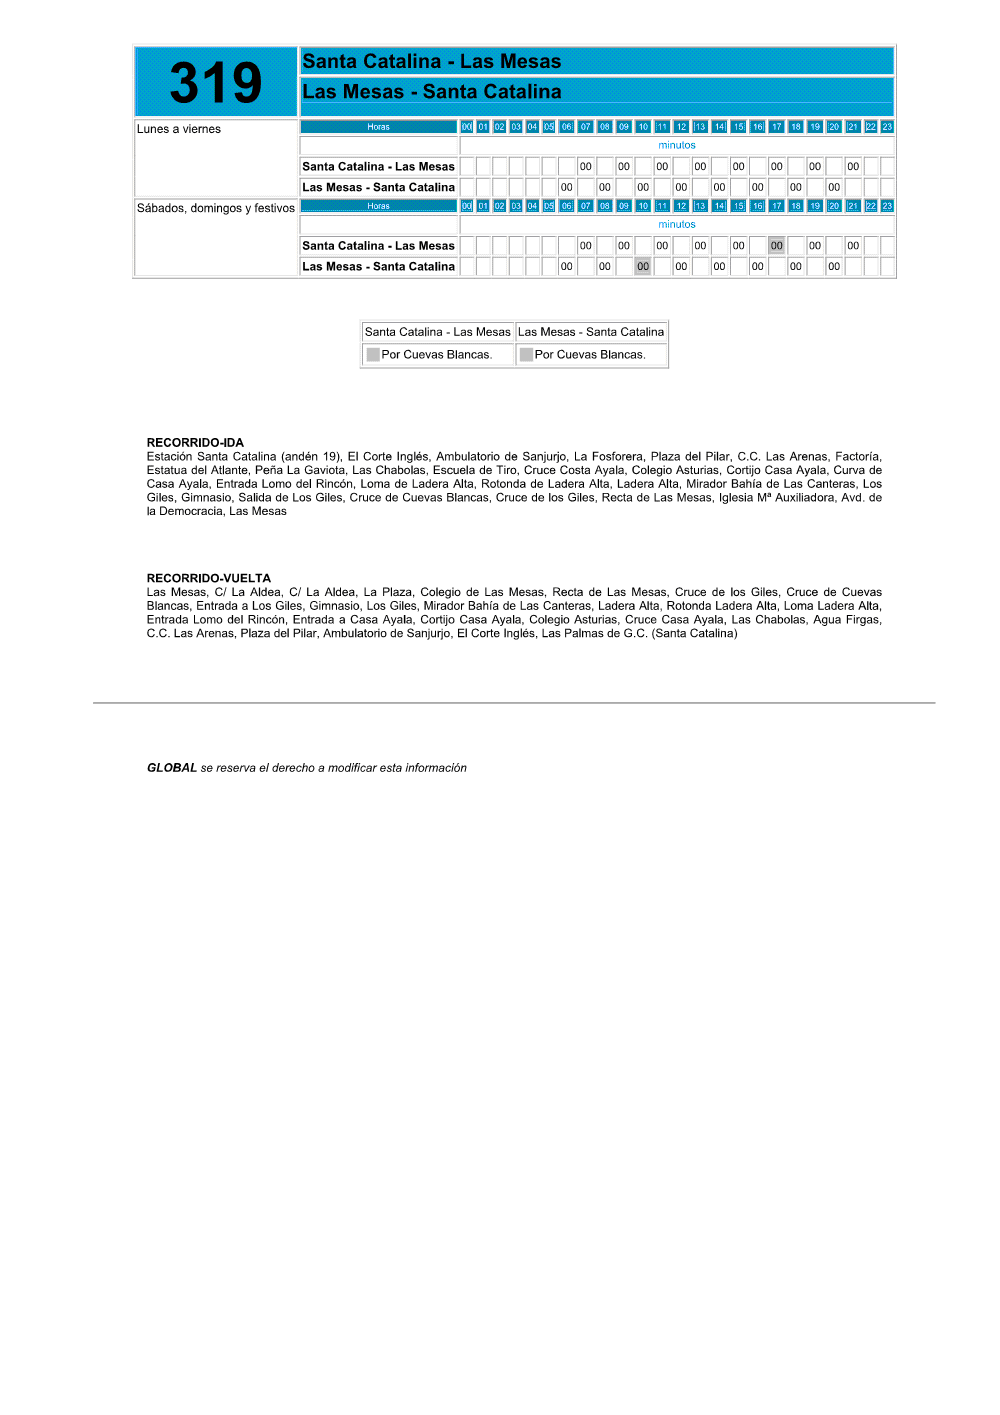 319
Santa Catalina - Las Mesas
Las Mesas - Santa Catalina
Lunes a viernes
Horas 00 01 02 03 04 05 06 07 08 09 10 11 12 13 14 15 16 17 18 19 20 21 22 23
minutos
Santa Catalina - Las Mesas 00 00 00 00 00 00 00 00
Las Mesas - Santa Catalina 00 00 00 00 00 00 00 00
Sábados, domingos y festivos
Horas 00 01 02 03 04 05 06 07 08 09 10 11 12 13 14 15 16 17 18 19 20 21 22 23
minutos
Santa Catalina - Las Mesas 00 00 00 00 00 00 00 00
Las Mesas - Santa Catalina 00 00 00 00 00 00 00 00
Santa Catalina - Las Mesas Las Mesas - Santa Catalina
Por Cuevas Blancas. Por Cuevas Blancas.
RECORRIDO-IDA
Estación Santa Catalina (andén 19), El Corte Inglés, Ambulatorio de Sanjurjo, La Fosforera, Plaza del Pilar, C.C. Las Arenas, Factoría,
Estatua del Atlante, Peña La Gaviota, Las Chabolas, Escuela de Tiro, Cruce Costa Ayala, Colegio Asturias, Cortijo Casa Ayala, Curva de
Casa Ayala, Entrada Lomo del Rincón, Loma de Ladera Alta, Rotonda de Ladera Alta, Ladera Alta, Mirador Bahía de Las Canteras, Los
Giles, Gimnasio, Salida de Los Giles, Cruce de Cuevas Blancas, Cruce de los Giles, Recta de Las Mesas, Iglesia Mª Auxiliadora, Avd. de
la Democracia, Las Mesas
RECORRIDO-VUELTA
Las Mesas, C/ La Aldea, C/ La Aldea, La Plaza, Colegio de Las Mesas, Recta de Las Mesas, Cruce de los Giles, Cruce de Cuevas
Blancas, Entrada a Los Giles, Gimnasio, Los Giles, Mirador Bahía de Las Canteras, Ladera Alta, Rotonda Ladera Alta, Loma Ladera Alta,
Entrada Lomo del Rincón, Entrada a Casa Ayala, Cortijo Casa Ayala, Colegio Asturias, Cruce Casa Ayala, Las Chabolas, Agua Firgas,
C.C. Las Arenas, Plaza del Pilar, Ambulatorio de Sanjurjo, El Corte Inglés, Las Palmas de G.C. (Santa Catalina)
GLOBAL se reserva el derecho a modificar esta información